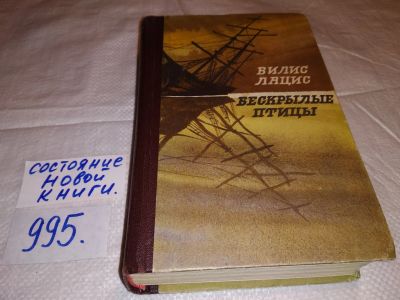 ВИЛИС
ЛАЦИС
БЕСКРЫЛЫЕ
ПТИЦЫ
СОСТОЯНИЕ
НОВОЙ
КНИГИ.
995.